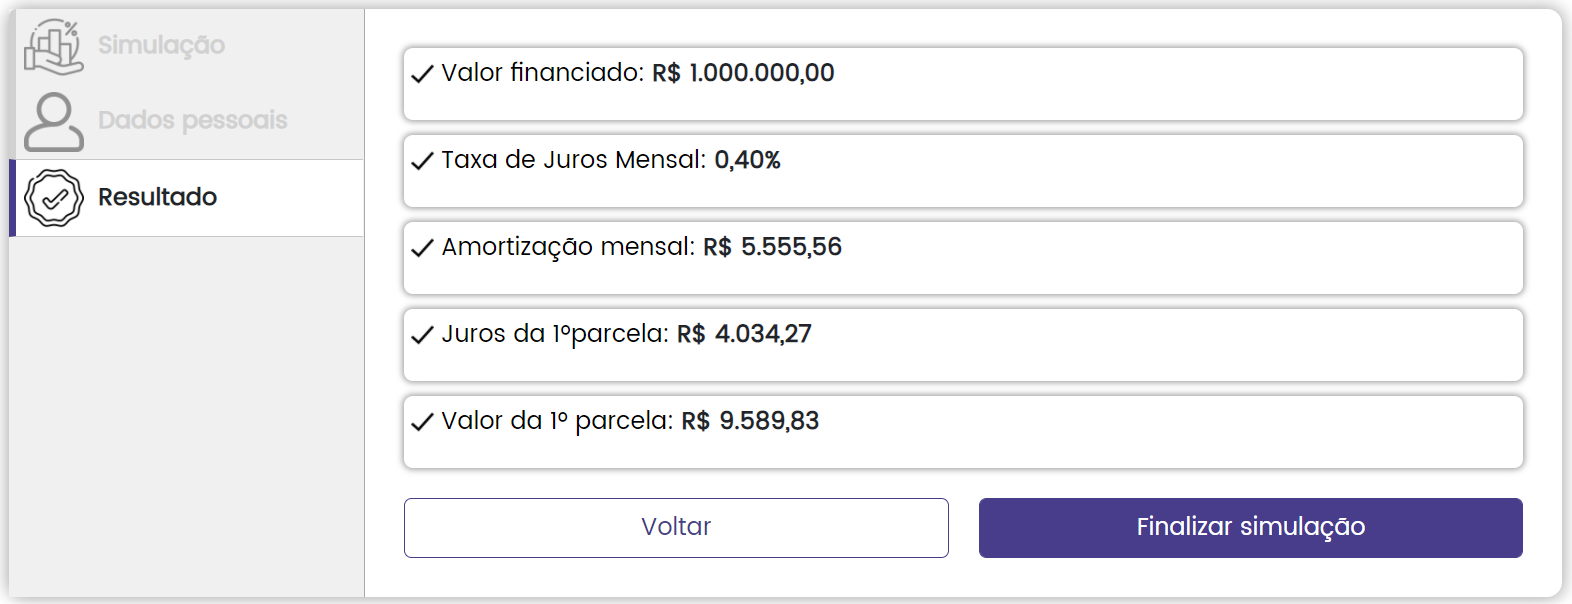 Simulação
Dados pessoais
Resultado
Valor financiado: R$ 1.000.000,00
Taxa de Juros Mensal: 0,40%
Amortização mensal: R$ 5.555,56
Juros da 1ºparcela: R$ 4.034,27
Valor da 1º parcela: R$ 9.589,83
Voltar
Finalizar simulação